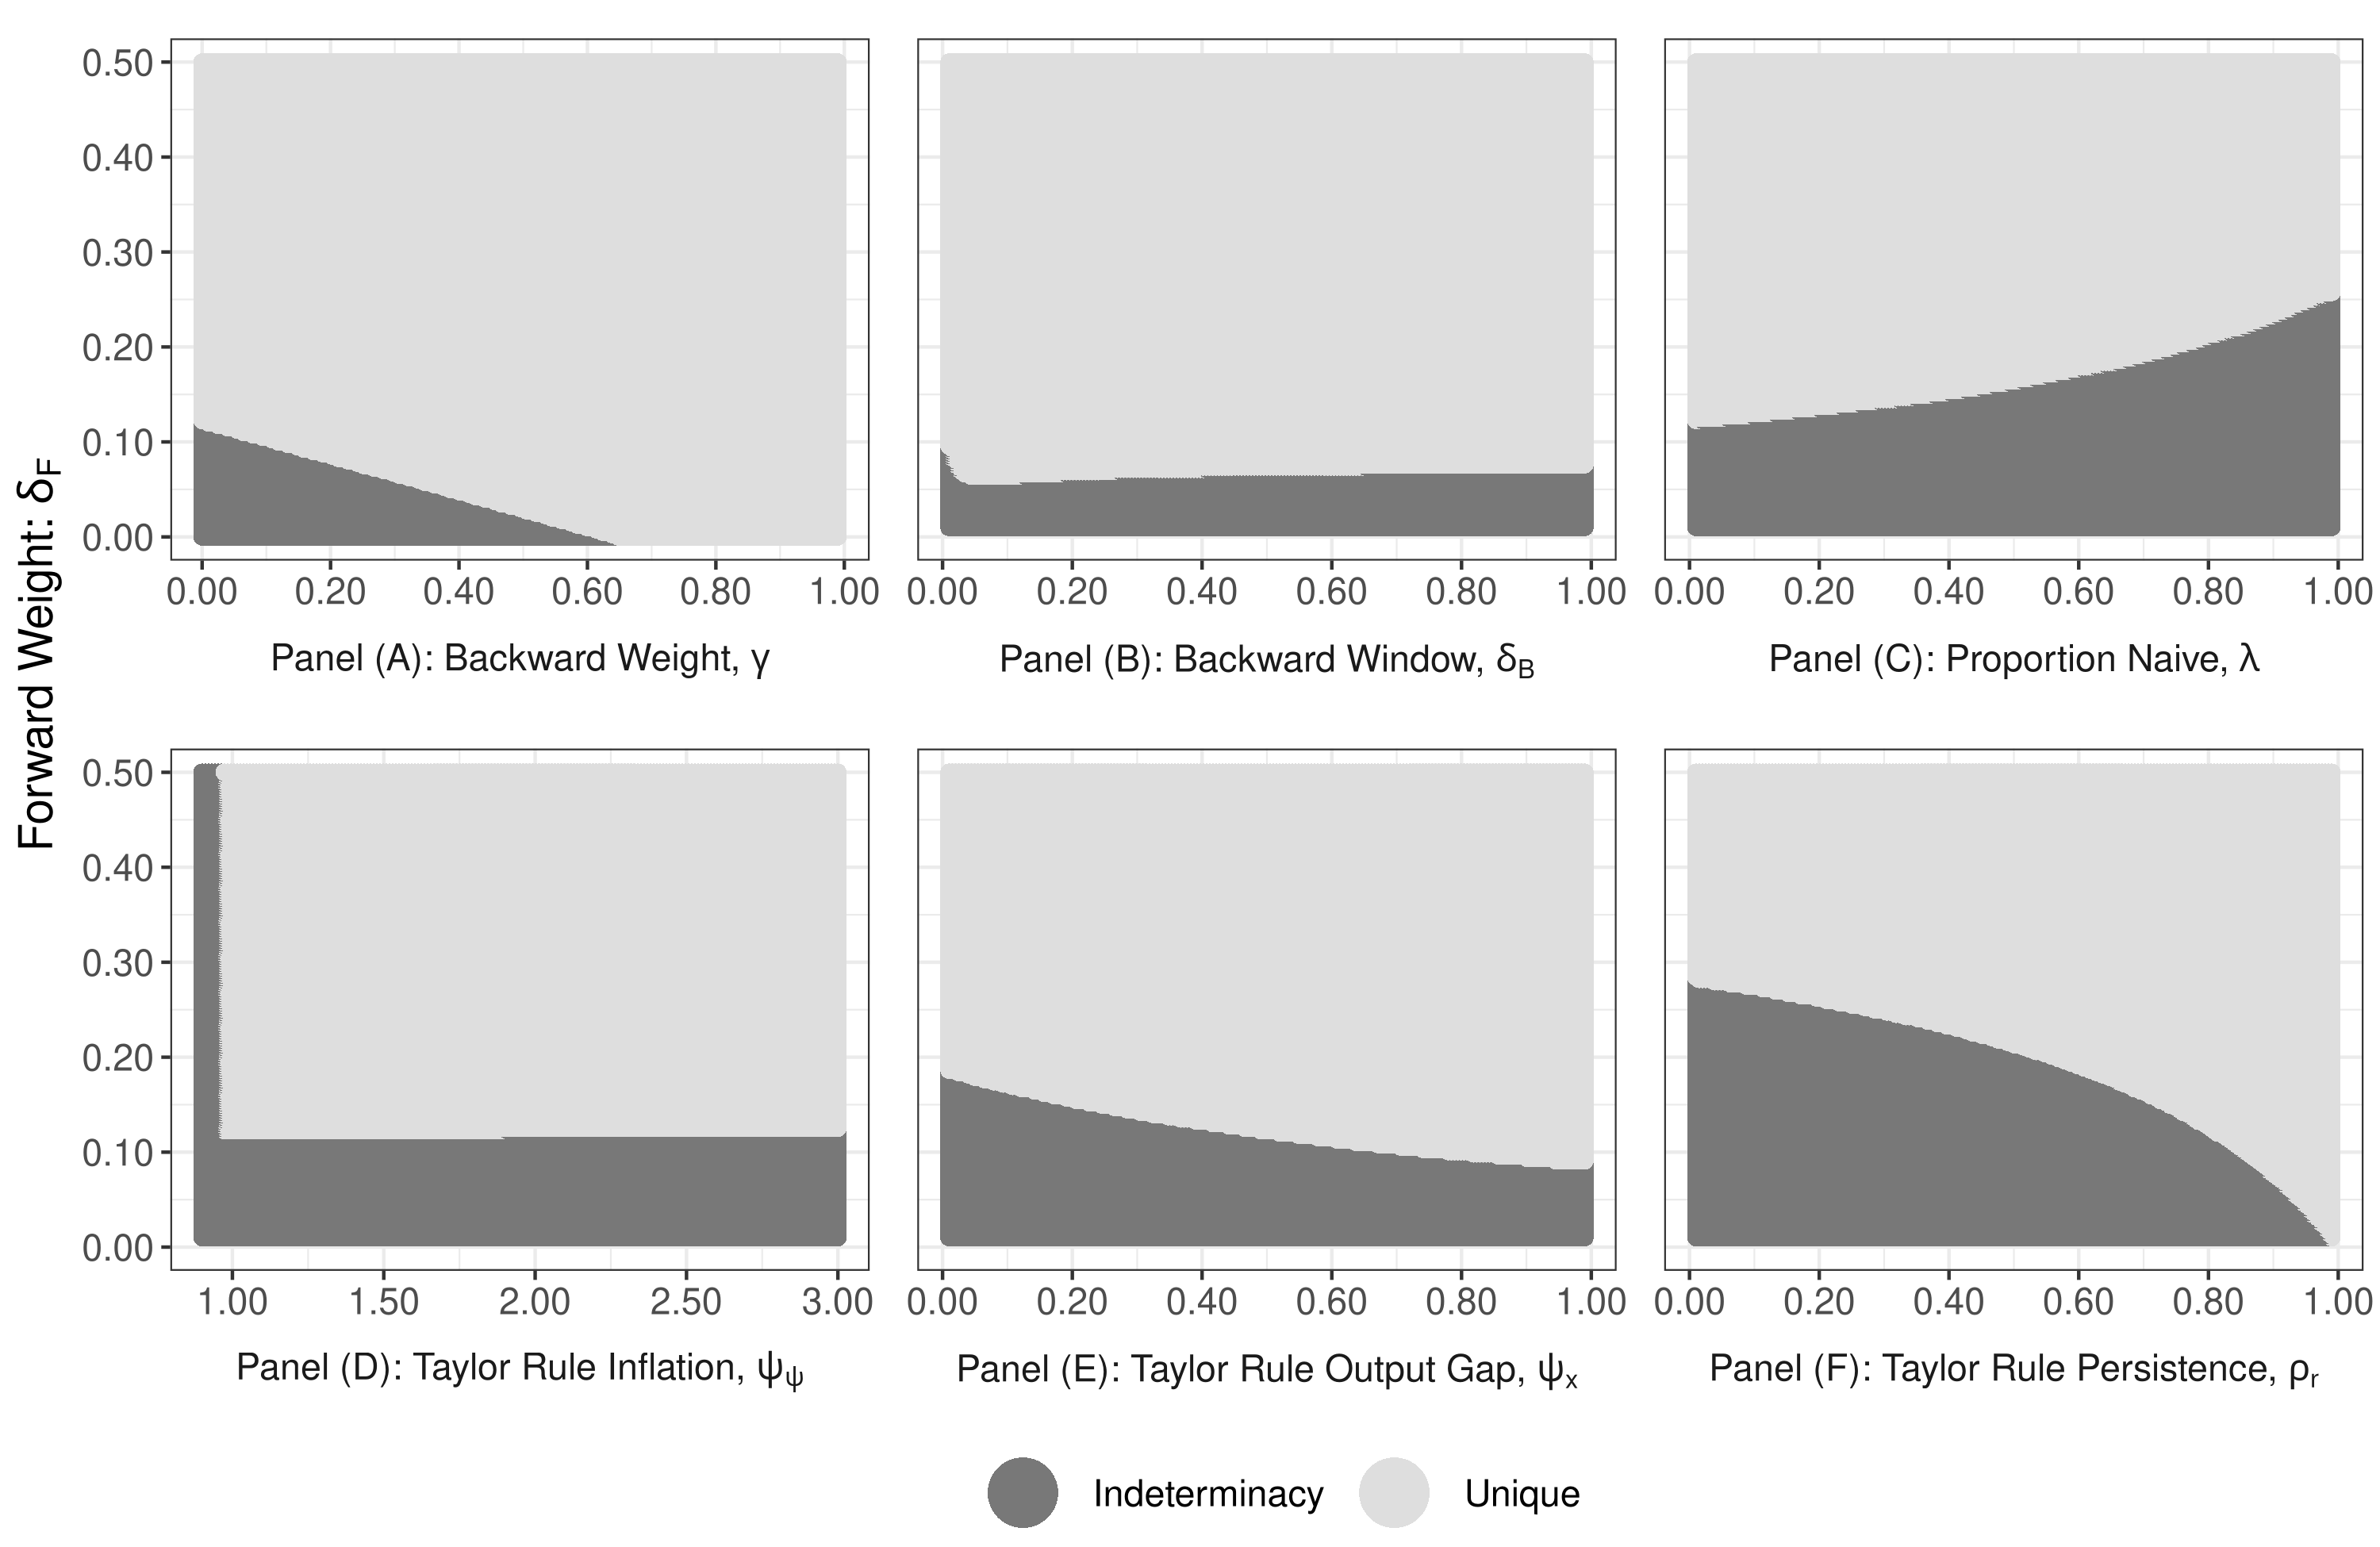 Forward Weight: δF
0.50
0.40
0.30
0.20
0.10
0.00
0.00 0.20 0.40 0.60 0.80 1.00
Panel (A): Backward Weight, γ
0.00 0.20 0.40 0.60 0.80 1.00
Panel (B): Backward Window, δB
0.00 0.20 0.40 0.60 0.80 1.00
Panel (C): Proportion Naive, λ
0.50
0.40
0.30
0.20
0.10
0.00
1.00 1.50 2.00 2.50 3.00
Panel (D): Taylor Rule Inflation, ψψ
0.00 0.20 0.40 0.60 0.80 1.00
Panel (E): Taylor Rule Output Gap, ψx
0.00 0.20 0.40 0.60 0.80 1.00
Panel (F): Taylor Rule Persistence, ρr
Indeterminacy Unique